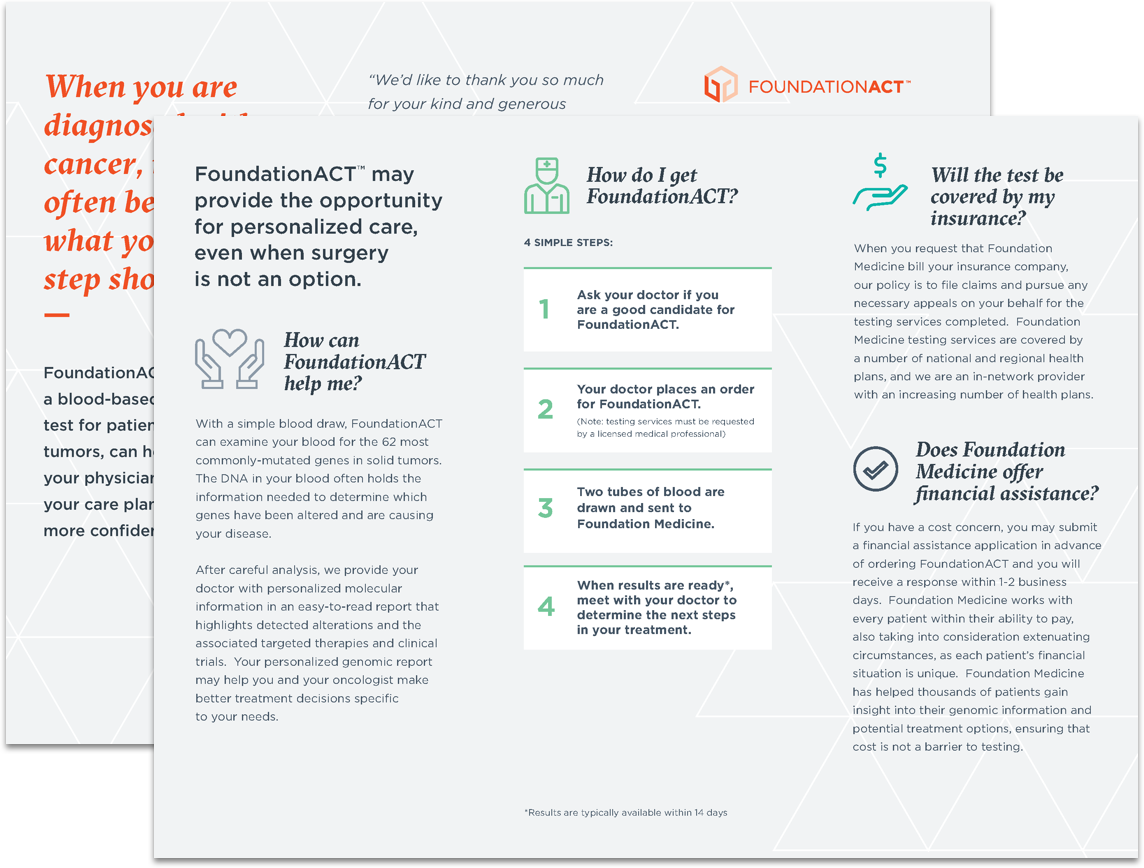 When you are
diagnos
cancer,
often be
what yo
step sho
FoundationAC
a blood-based
test for patien
tumors, can h
your physician
your care plan
more confiden
“We’d like to thank you so much
for your kind and generous
FOUNDATIONACT™
FoundationACT™ may
provide the opportunity
for personalized care,
even when surgery
is not an option.
How can
FoundationACT
help me?
With a simple blood draw, FoundationACT
can examine your blood for the 62 most
commonly-mutated genes in solid tumors.
The DNA in your blood often holds the
information needed to determine which
genes have been altered and are causing
your disease.
After careful analysis, we provide your
doctor with personalized molecular
information in an easy-to-read report that
highlights detected alterations and the
associated targeted therapies and clinical
trials.  Your personalized genomic report
may help you and your oncologist make
better treatment decisions specific
to your needs.
How do I get
FoundationACT?
4 SIMPLE STEPS:
1
Ask your doctor if you
are a good candidate for
FoundationACT.
2
Your doctor places an order
for FoundationACT.
(Note: testing services must be requested
by a licensed medical professional)
3
Two tubes of blood are
drawn and sent to
Foundation Medicine.
4
When results are ready*,
meet with your doctor to
determine the next steps
in your treatment.
*Results are typically available within 14 days
$
Will the test be
covered by my
insurance?
When you request that Foundation
Medicine bill your insurance company,
our policy is to file claims and pursue any
necessary appeals on your behalf for the
testing services completed.  Foundation
Medicine testing services are covered by
a number of national and regional health
plans, and we are an in-network provider
with an increasing number of health plans.
Does Foundation
Medicine offer
financial assistance?
If you have a cost concern, you may submit
a financial assistance application in advance
of ordering FoundationACT and you will
receive a response within 1-2 business
days.  Foundation Medicine works with
every patient within their ability to pay,
also taking into consideration extenuating
circumstances, as each patient’s financial
situation is unique.  Foundation Medicine
has helped thousands of patients gain
insight into their genomic information and
potential treatment options, ensuring that
cost is not a barrier to testing.